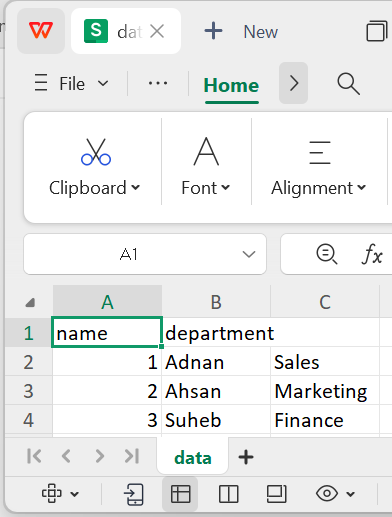 W S dat New
File ... Home
Clipboard Font Alignment
A1 fx
A B C
1 name department
2 1 Adnan Sales
3 2 Ahsan Marketing
4 3 Suheb Finance
data